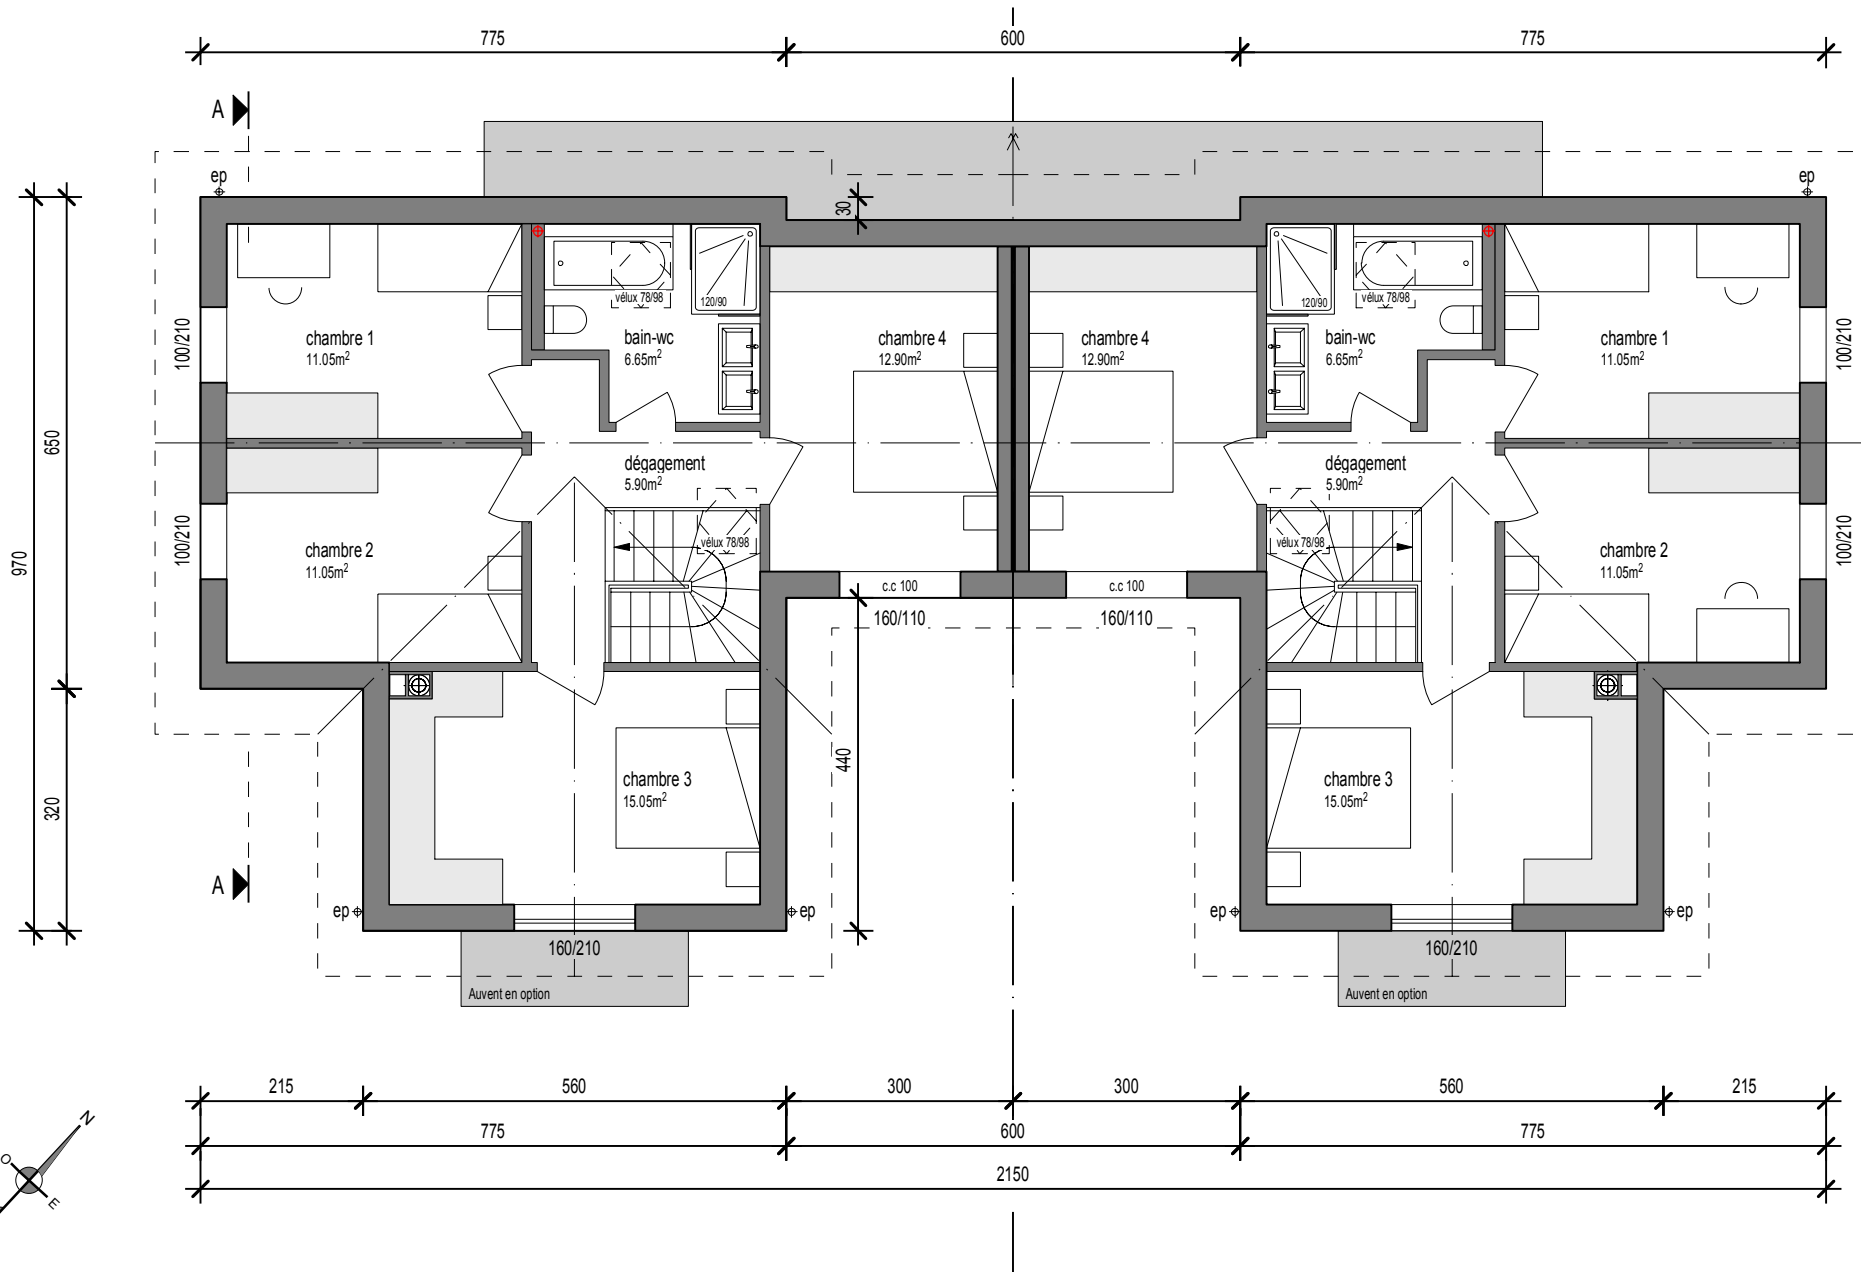 775 600 775
A
ep ep
30
vélux 78/98 120/90 120/90 vélux 78/98
100/210 chambre 1 bain-wc chambre 4 chambre 4 bain-wc chambre 1 100/210
11.05m² 6.65m² 12.90m² 12.90m² 6.65m² 11.05m²
650
dégagement dégagement
5.90m² 5.90m²
970
100/210 vélux 78/98 vélux 78/98 100/210
chambre 2 chambre 2
11.05m² 11.05m²
c.c 100 c.c 100
160/110 160/110
440
chambre 3 chambre 3
15.05m² 15.05m²
320
A
ep ep ep ep
160/210 160/210
Auvent en option Auvent en option
215 560 300 300 560 215
775 600 775
2150
N
O
E